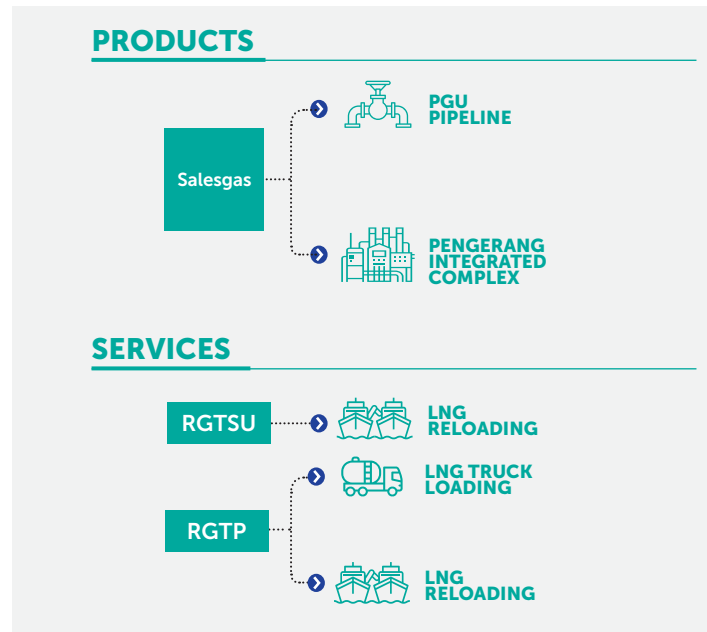 PRODUCTS
Salesgas
PGU
PIPELINE
PENGERANG
INTEGRATED
COMPLEX
SERVICES
RGTSU
LNG
RELOADING
RGTP
LNG TRUCK
LOADING
LNG
RELOADING